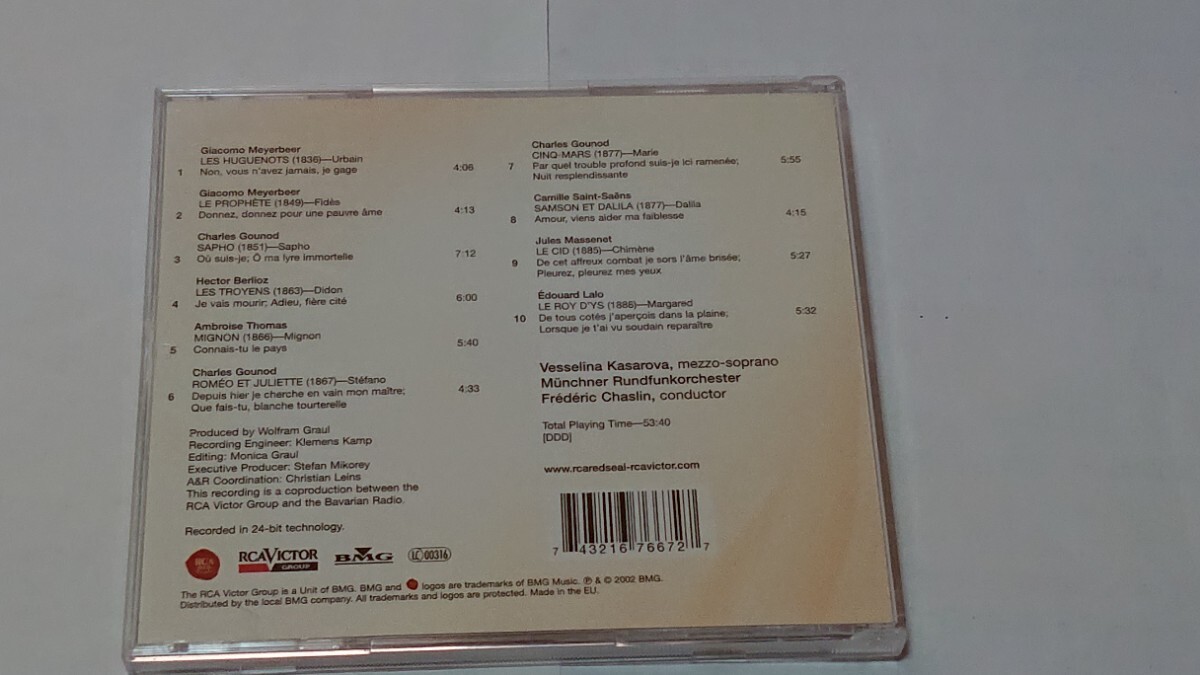 Giacomo Meyerbeer
LES HUGUENOTS (1836)—Urbain
1 Non, vous n'avez jamais, je gage 4:06
Giacomo Meyerbeer
LE PROPHÈTE (1849)—Fidès
2 Donnez, donnez pour une pauvre âme 4:13
Charles Gounod
SAPHO (1851)—Sapho
3 Où suis-je; Ô ma lyre immortelle 7:12
Hector Berlioz
LES TROYENS (1863)—Didon
4 Je vais mourir; Adieu, fière cité 6:00
Ambroise Thomas
MIGNON (1866)—Mignon
5 Connais-tu le pays 5:40
Charles Gounod
ROMÉO ET JULIETTE (1867)—Stéfano
6 Depuis hier je cherche en vain mon maître; 4:33
Que fais-tu, blanche tourterelle
Produced by Wolfram Graul
Recording Engineer: Klemens Kamp
Editing: Monica Graul
Executive Producer: Stefan Mikorey
A&R Coordination: Christian Leins
This recording is a coproduction between the
RCA Victor Group and the Bavarian Radio.
Recorded in 24-bit technology.
Charles Gounod
CINQ-MARS (1877)—Marie
7 Par quel trouble profond suis-je ici ramenée; 5:55
Nuit resplendissante
Camille Saint-Saëns
SAMSON ET DALILA (1877)—Dalila
8 Amour, viens aider ma faiblesse 4:15
Jules Massenet
LE CID (1885)—Chimène
9 De cet affreux combat je sors l'âme brisée; 5:27
Pleurez, pleurez mes yeux
Édouard Lalo
LE ROY D'YS (1888)—Margared
10 De tous cotés j'aperçois dans la plaine; 5:32
Lorsque je t'ai vu soudain reparaître
Vesselina Kasarova, mezzo-soprano
Münchner Rundfunkorchester
Frédéric Chaslin, conductor
Total Playing Time—53:40
[DDD]
www.rcaredseal-rcavictor.com
7 43216 76672 7
RCA
RCA VICTOR
GROUP
BMG
LC 00316
The RCA Victor Group is a Unit of BMG. BMG and logos are trademarks of BMG Music. ℗ & © 2002 BMG.
Distributed by the local BMG company. All trademarks and logos are protected. Made in the EU.